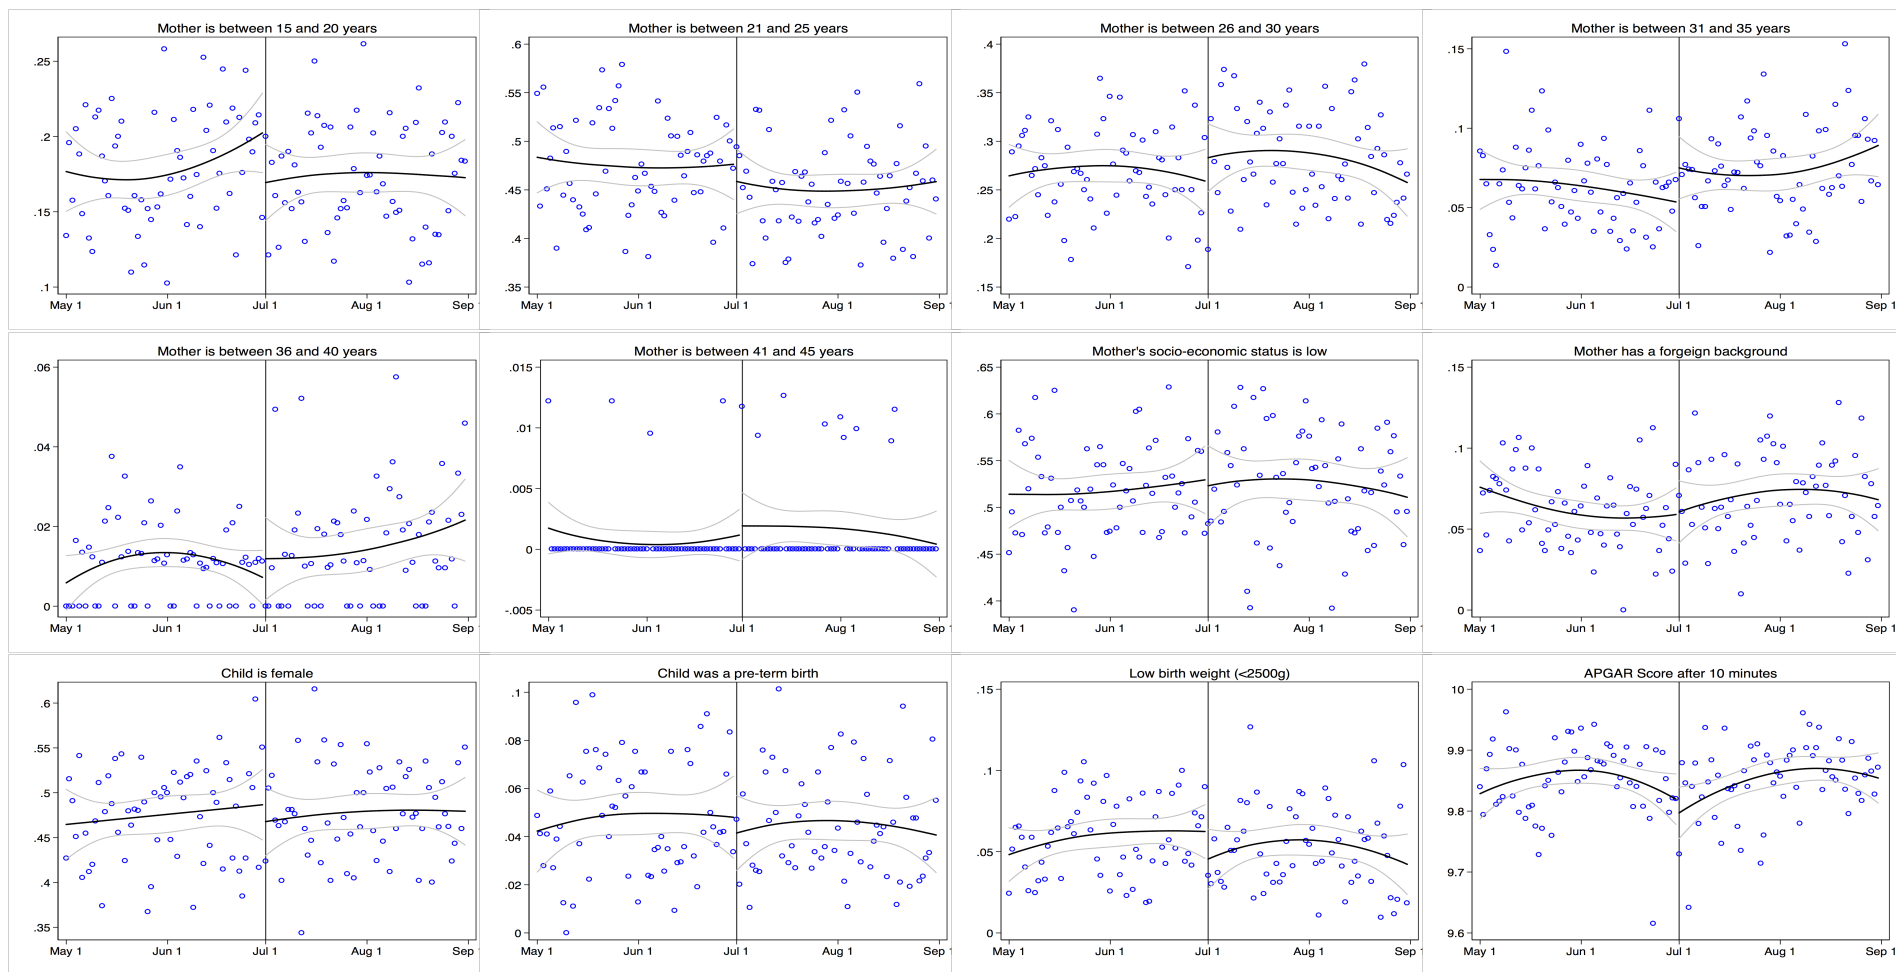 Mother is between 15 and 20 years
.25
.2
.15
.1
May 1 Jun 1 Jul 1 Aug 1 Sep 1
Mother is between 21 and 25 years
.6
.55
.5
.45
.4
.35
May 1 Jun 1 Jul 1 Aug 1 Sep 1
Mother is between 26 and 30 years
.4
.35
.3
.25
.2
.15
May 1 Jun 1 Jul 1 Aug 1 Sep 1
Mother is between 31 and 35 years
.15
.1
.05
0
May 1 Jun 1 Jul 1 Aug 1 Sep 1
Mother is between 36 and 40 years
.06
.04
.02
0
May 1 Jun 1 Jul 1 Aug 1 Sep 1
Mother is between 41 and 45 years
.015
.01
.005
0
-.005
May 1 Jun 1 Jul 1 Aug 1 Sep 1
Mother's socio-economic status is low
.65
.6
.55
.5
.45
.4
May 1 Jun 1 Jul 1 Aug 1 Sep 1
Mother has a forgeign background
.15
.1
.05
0
May 1 Jun 1 Jul 1 Aug 1 Sep 1
Child is female
.6
.55
.5
.45
.4
.35
May 1 Jun 1 Jul 1 Aug 1 Sep 1
Child was a pre-term birth
.1
.08
.06
.04
.02
0
May 1 Jun 1 Jul 1 Aug 1 Sep 1
Low birth weight (<2500g)
.15
.1
.05
0
May 1 Jun 1 Jul 1 Aug 1 Sep 1
APGAR Score after 10 minutes
10
9.9
9.8
9.7
9.6
May 1 Jun 1 Jul 1 Aug 1 Sep 1